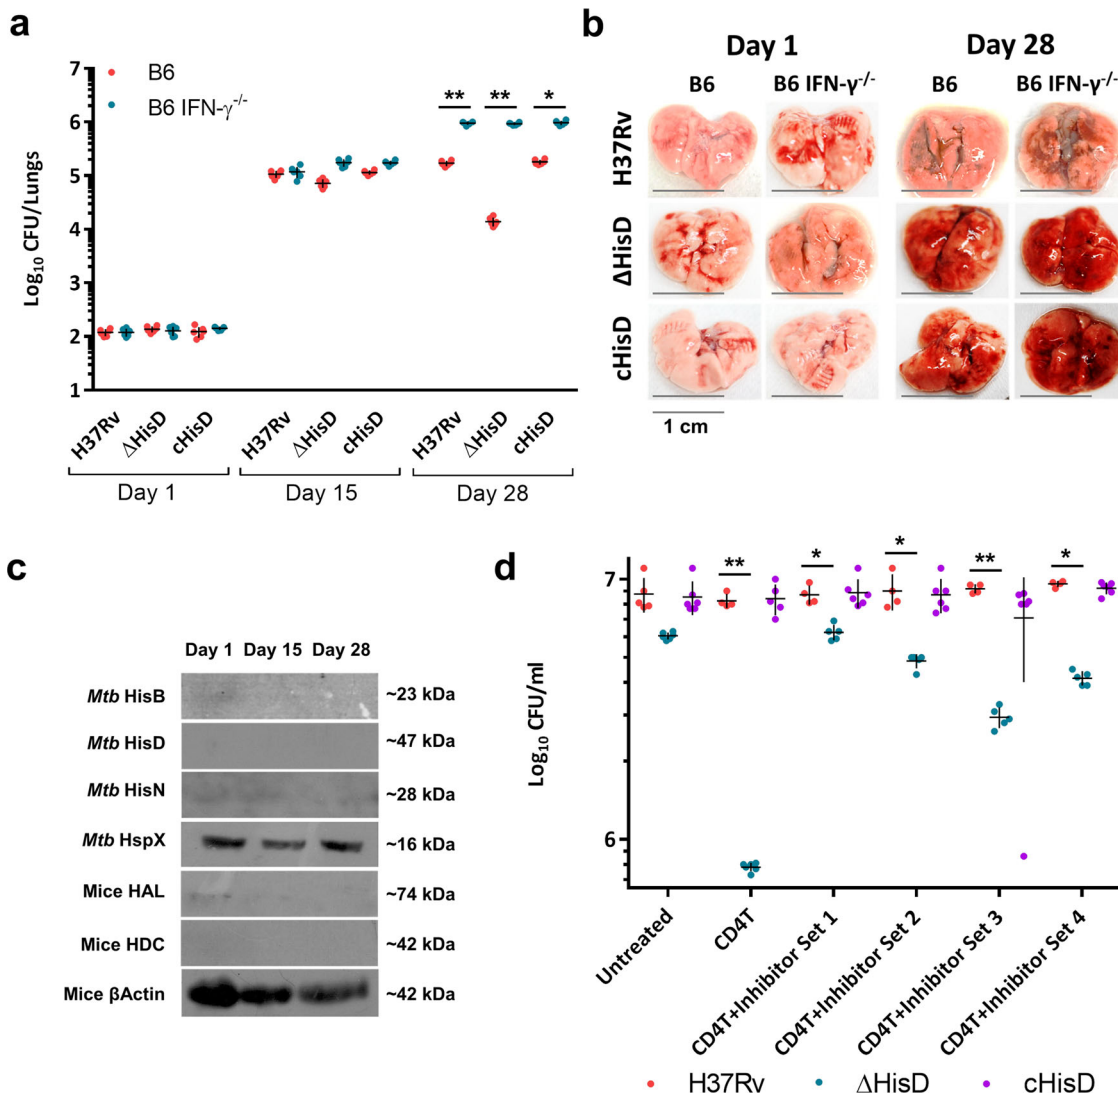 a
7
6
5
4
3
2
1
Log10 CFU/Lungs
B6
B6 IFN-γ-/-
** ** *
H37Rv ΔHisD cHisD H37Rv ΔHisD cHisD H37Rv ΔHisD cHisD
Day 1 Day 15 Day 28
b
Day 1 Day 28
B6 B6 IFN-γ-/- B6 B6 IFN-γ-/-
H37Rv
ΔHisD
cHisD
1 cm
c
Day 1 Day 15 Day 28
Mtb HisB ~23 kDa
Mtb HisD ~47 kDa
Mtb HisN ~28 kDa
Mtb HspX ~16 kDa
Mice HAL ~74 kDa
Mice HDC ~42 kDa
Mice βActin ~42 kDa
d
7
6
Log10 CFU/ml
** * * ** *
Untreated
CD4T
CD4T+Inhibitor Set 1
CD4T+Inhibitor Set 2
CD4T+Inhibitor Set 3
CD4T+Inhibitor Set 4
H37Rv ΔHisD cHisD